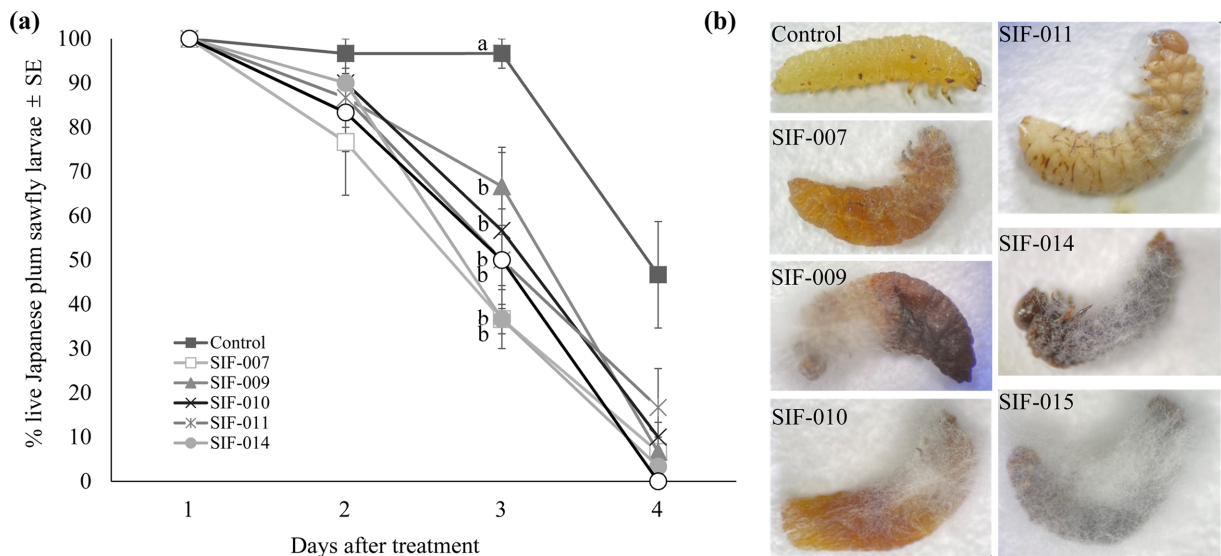 (a)
% live Japanese plum sawfly larvae ± SE
100
90
80
70
60
50
40
30
20
10
0
a
b
b
b
b
b
b
Control
SIF-007
SIF-009
SIF-010
SIF-011
SIF-014
1
2
3
4
Days after treatment
(b)
Control
SIF-007
SIF-009
SIF-010
SIF-011
SIF-014
SIF-015